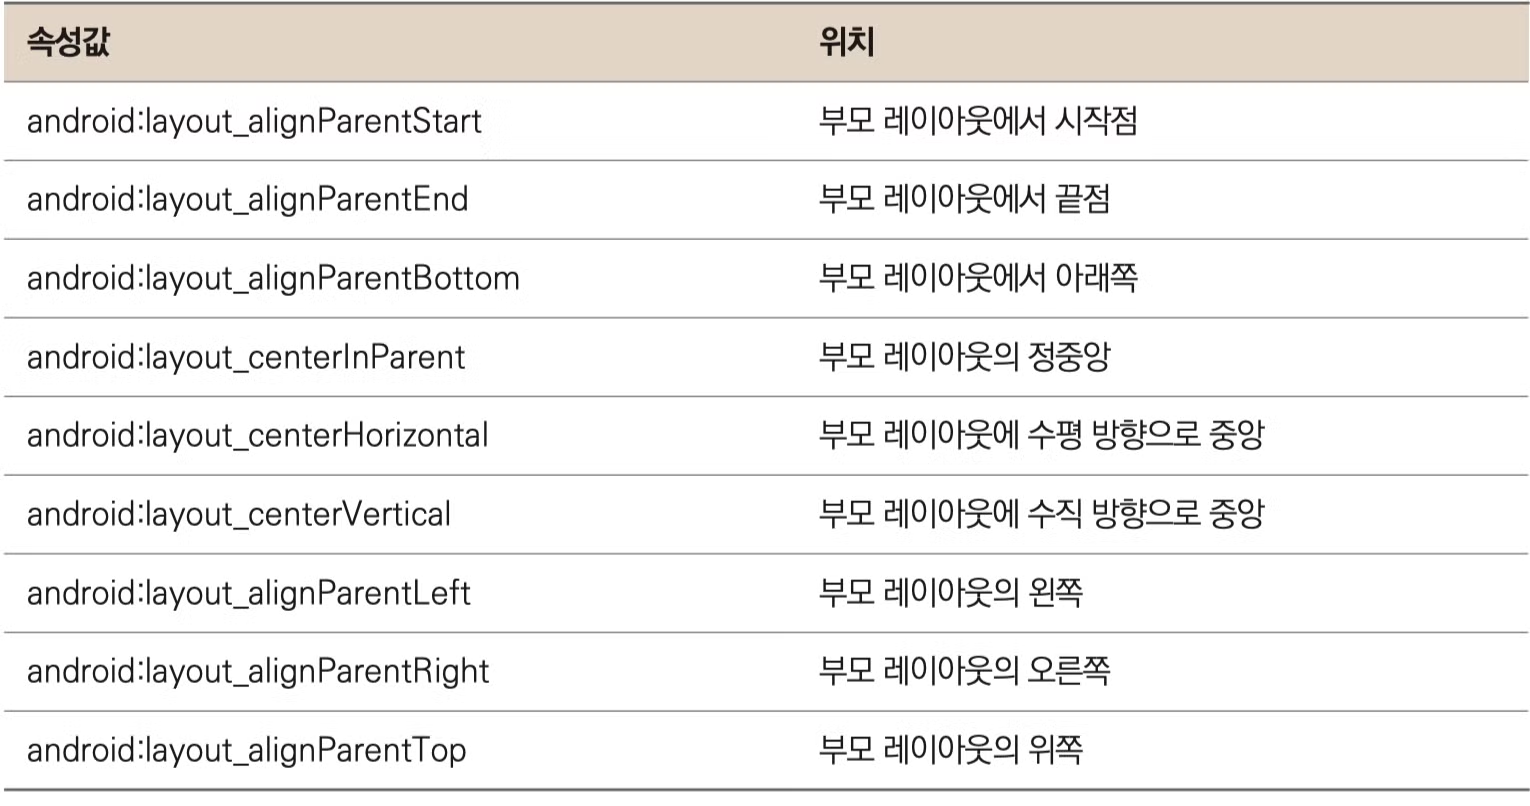 속성값 위치
android:layout_alignParentStart 부모 레이아웃에서 시작점
android:layout_alignParentEnd 부모 레이아웃에서 끝점
android:layout_alignParentBottom 부모 레이아웃에서 아래쪽
android:layout_centerInParent 부모 레이아웃의 정중앙
android:layout_centerHorizontal 부모 레이아웃에 수평 방향으로 중앙
android:layout_centerVertical 부모 레이아웃에 수직 방향으로 중앙
android:layout_alignParentLeft 부모 레이아웃의 왼쪽
android:layout_alignParentRight 부모 레이아웃의 오른쪽
android:layout_alignParentTop 부모 레이아웃의 위쪽